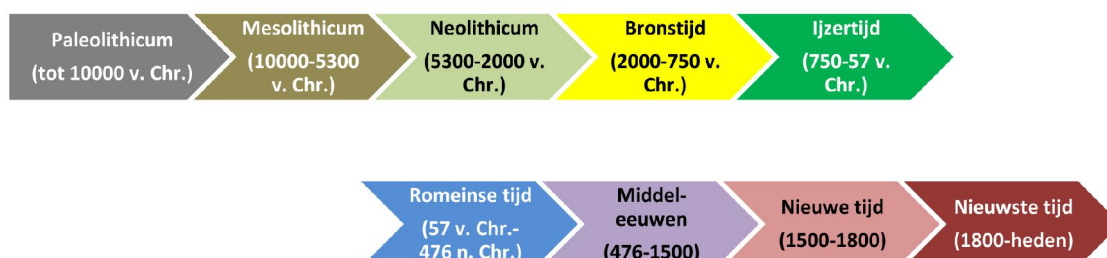 Paleolithicum
(tot 10000 v. Chr.)
Mesolithicum
(10000-5300
v. Chr.)
Neolithicum
(5300-2000 v.
Chr.)
Bronstijd
(2000-750 v.
Chr.)
Ijzertijd
(750-57 v.
Chr.)
Romeinse tijd
(57 v. Chr.-
476 n. Chr.)
Middel-
eeuwen
(476-1500)
Nieuwe tijd
(1500-1800)
Nieuwste tijd
(1800-heden)